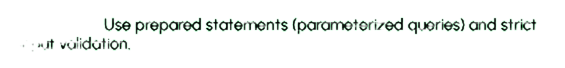 Use prepared statements (parameterized queries) and strict
validation.